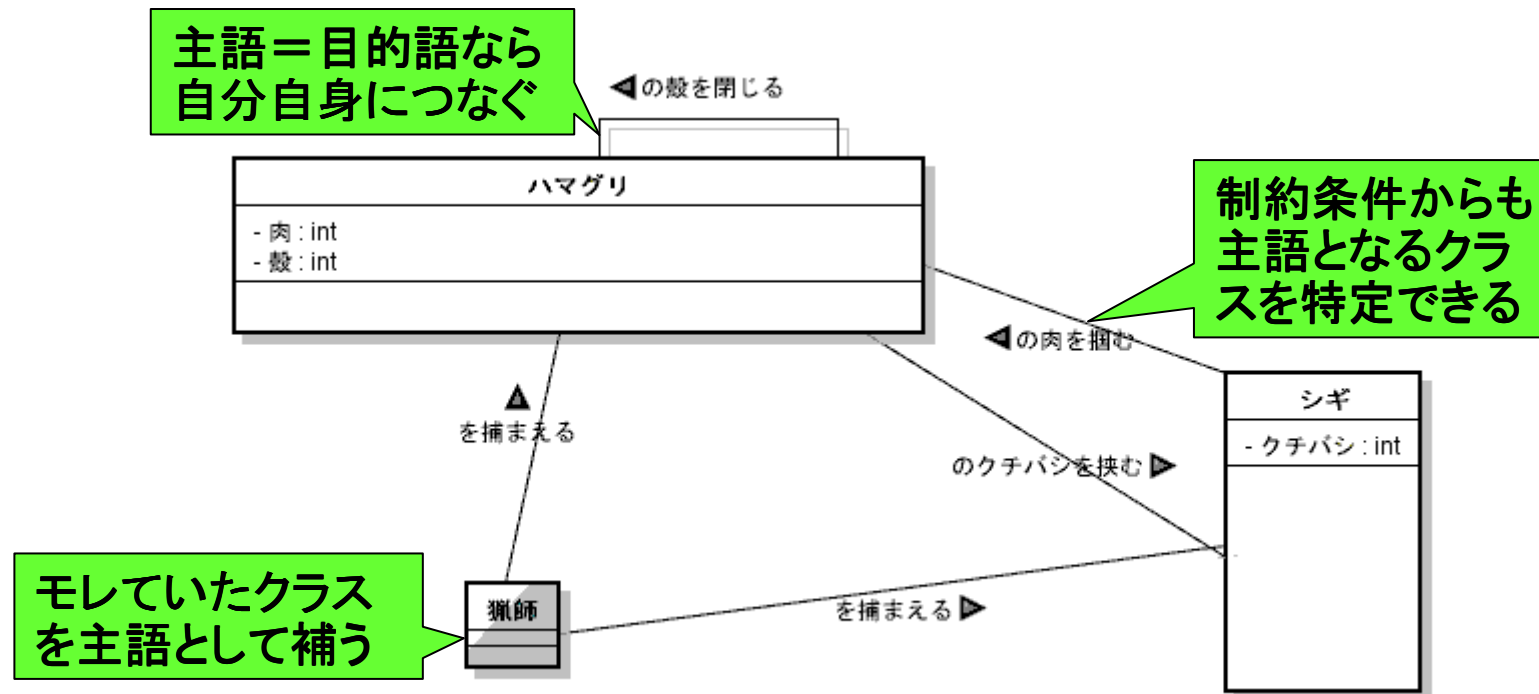 主語＝目的語なら
自分自身につなぐ
◀の殻を閉じる
ハマグリ
- 肉 : int
- 殻 : int
制約条件からも
主語となるクラ
スを特定できる
◀の肉を掴む
シギ
- クチバシ : int
▲
を捕まえる
のクチバシを挟む▶
モレていたクラス
を主語として補う
猟師
を捕まえる▶